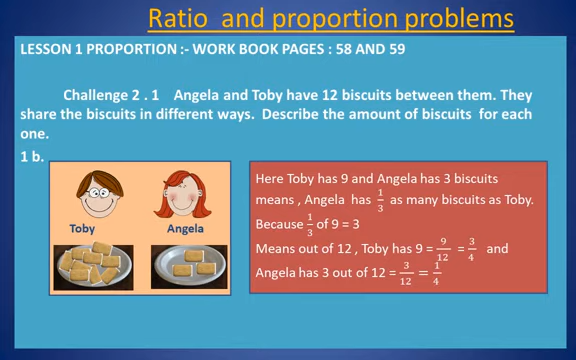 Ratio and proportion problems
LESSON 1 PROPORTION :- WORK BOOK PAGES : 58 AND 59
Challenge 2 . 1 Angela and Toby have 12 biscuits between them. They
share the biscuits in different ways. Describe the amount of biscuits for each
one.
1 b.
Toby
Angela
Here Toby has 9 and Angela has 3 biscuits
means , Angela has 1/3 as many biscuits as Toby.
Because 1/3 of 9 = 3
Means out of 12 , Toby has 9 = 9/12 = 3/4 and
Angela has 3 out of 12 = 3/12 = 1/4